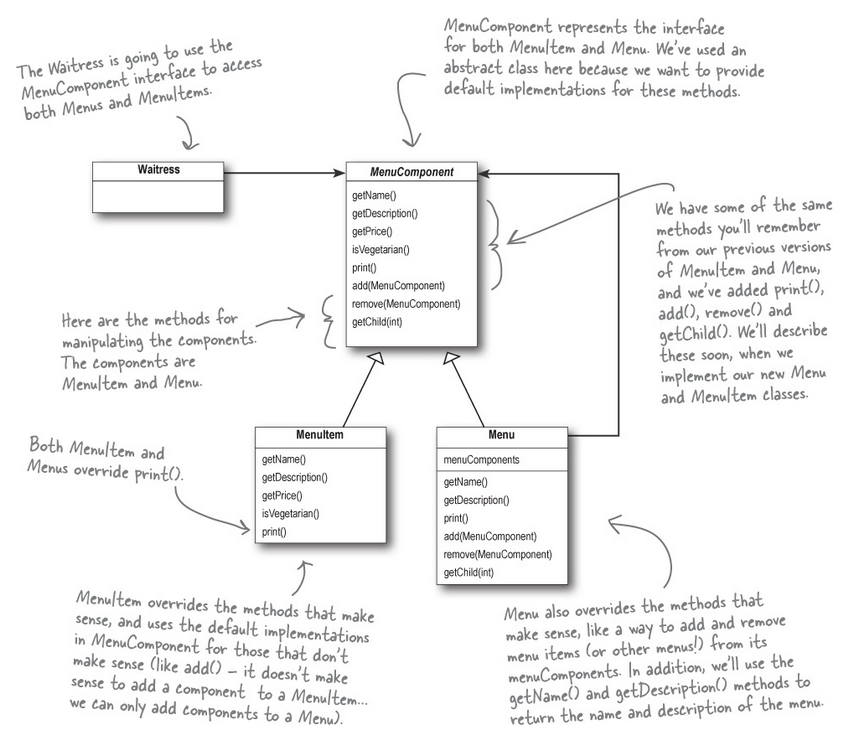 The Waitress is going to use the
MenuComponent interface to access
both Menus and MenuItems.
MenuComponent represents the interface
for both MenuItem and Menu. We've used an
abstract class here because we want to provide
default implementations for these methods.
Waitress
MenuComponent
getName()
getDescription()
getPrice()
isVegetarian()
print()
add(MenuComponent)
remove(MenuComponent)
getChild(int)
We have some of the same
methods you'll remember
from our previous versions
of MenuItem and Menu,
and we've added print(),
add(), remove() and
getChild(). We'll describe
these soon, when we
implement our new Menu
and MenuItem classes.
Here are the methods for
manipulating the components.
The components are
MenuItem and Menu.
MenuItem
getName()
getDescription()
getPrice()
isVegetarian()
print()
Menu
menuComponents
getName()
getDescription()
print()
add(MenuComponent)
remove(MenuComponent)
getChild(int)
Both MenuItem and
Menus override print().
MenuItem overrides the methods that make
sense, and uses the default implementations
in MenuComponent for those that don't
make sense (like add() – it doesn't make
sense to add a component to a MenuItem...
we can only add components to a Menu).
Menu also overrides the methods that
make sense, like a way to add and remove
menu items (or other menus!) from its
menuComponents. In addition, we'll use the
getName() and getDescription() methods to
return the name and description of the menu.